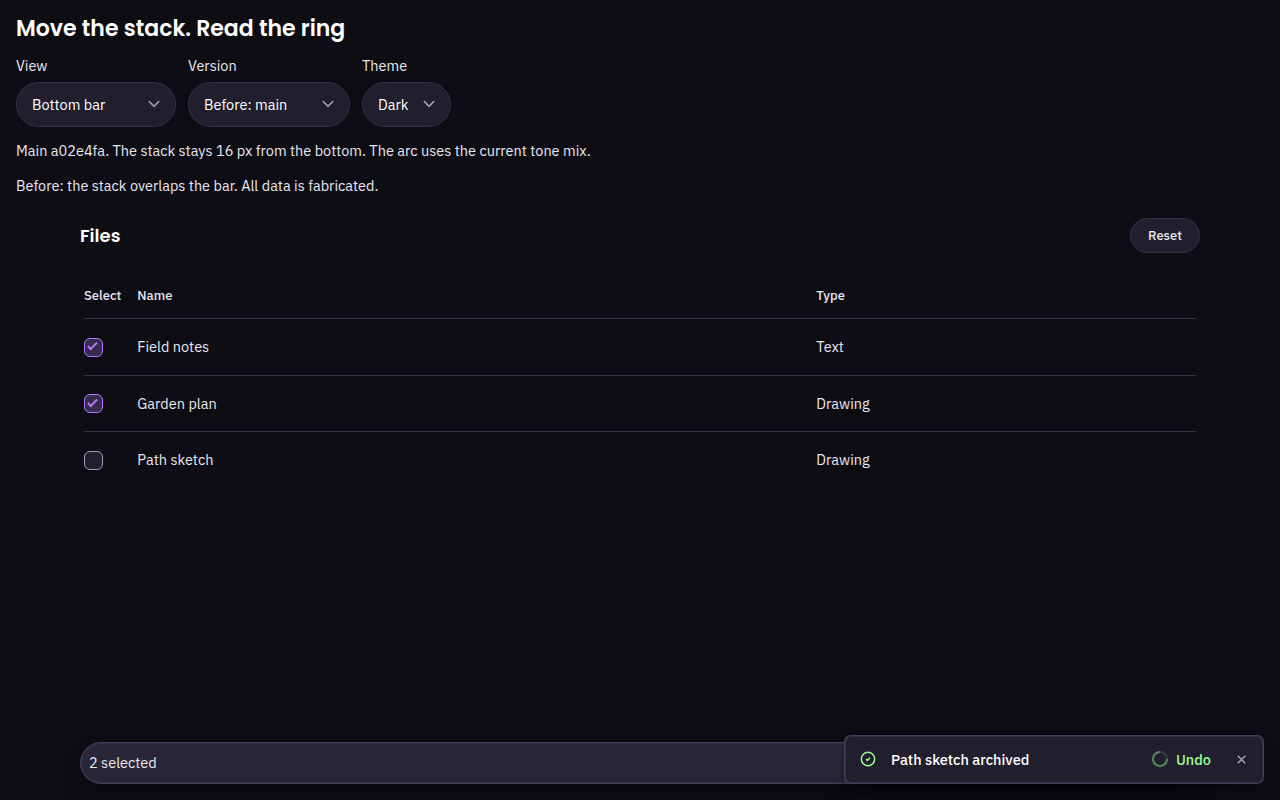 Move the stack. Read the ring
View Version Theme
Bottom bar Before: main Dark
Main a02e4fa. The stack stays 16 px from the bottom. The arc uses the current tone mix.
Before: the stack overlaps the bar. All data is fabricated.
Files Reset
Select Name Type
Field notes Text
Garden plan Drawing
Path sketch Drawing
2 selected
Path sketch archived Undo